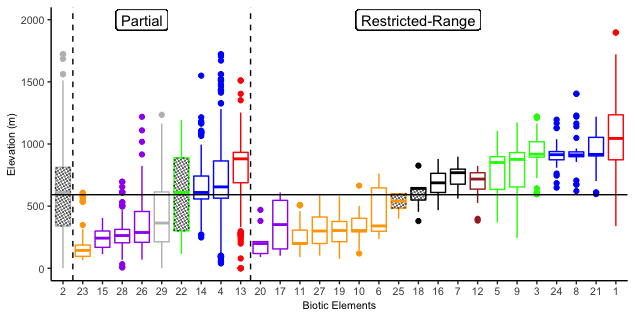 Partial Restricted-Range
2000
1500
1000
500
0
Elevation (m)
2 23 15 28 26 29 22 14 4 13 20 17 11 27 19 10 6 25 18 16 7 12 5 9 3 24 8 21 1
Biotic Elements